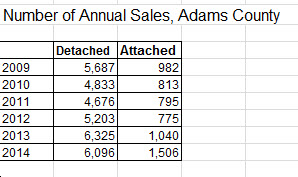 Number of Annual Sales, Adams County
Detached Attached
2009 5,687 982
2010 4,833 813
2011 4,676 795
2012 5,203 775
2013 6,325 1,040
2014 6,096 1,506